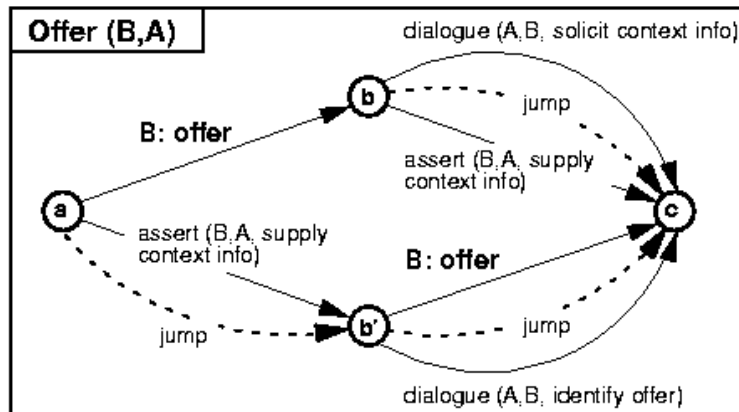 Offer (B,A)
dialogue (A,B, solicit context info)
b
jump
B: offer
assert (B,A, supply
context info)
a
c
assert (B,A, supply
context info)
B: offer
b'
jump
jump
dialogue (A,B, identify offer)